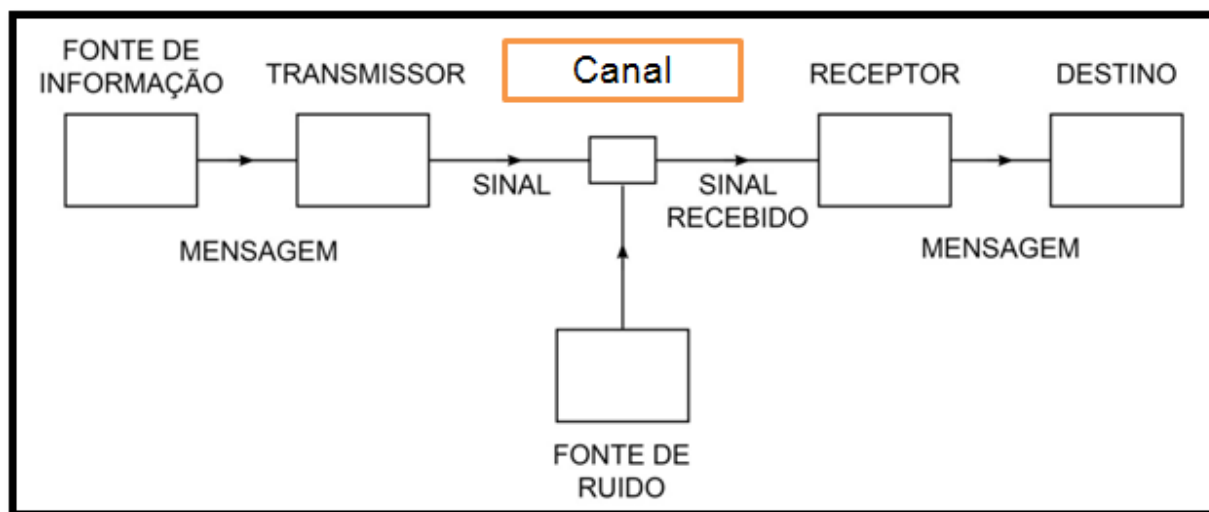 FONTE DE
INFORMAÇÃO
TRANSMISSOR
Canal
RECEPTOR
DESTINO
SINAL
SINAL
RECEBIDO
MENSAGEM
MENSAGEM
FONTE DE
RUIDO